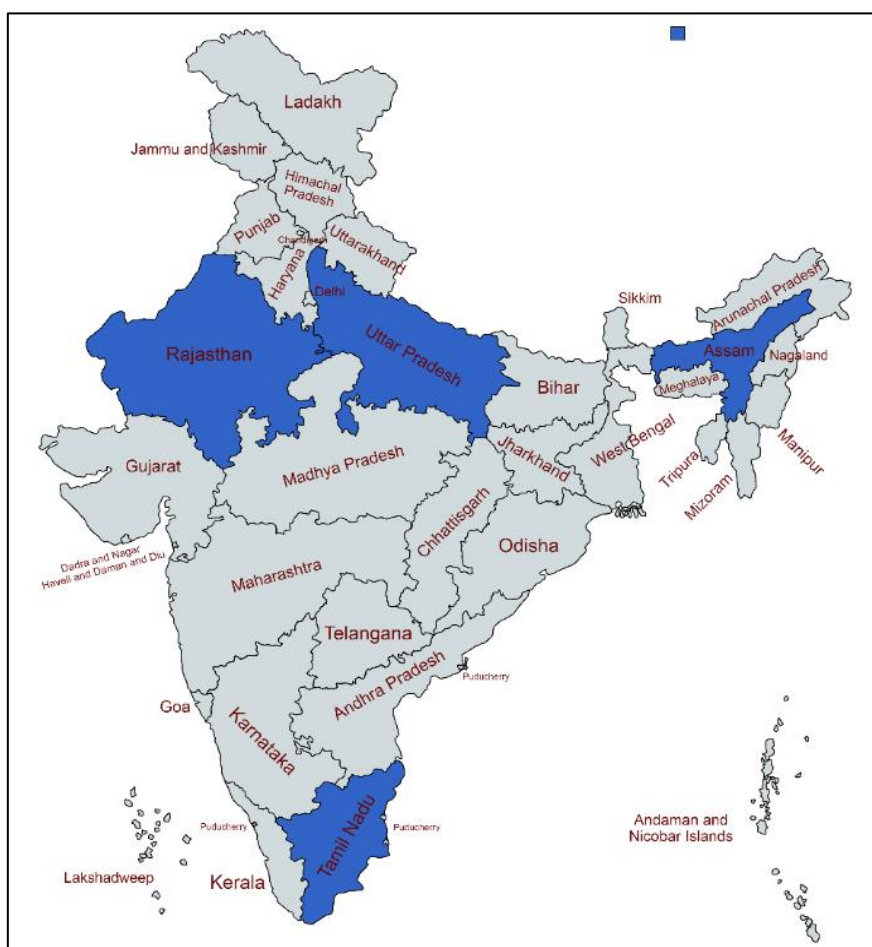 Ladakh
Jammu and Kashmir
Himachal
Pradesh
Punjab
Chandigarh
Uttarakhand
Haryana
Delhi
Rajasthan
Uttar Pradesh
Sikkim
Arunachal Pradesh
Assam
Nagaland
Meghalaya
Bihar
Manipur
Tripura
Mizoram
West Bengal
Jharkhand
Gujarat
Madhya Pradesh
Chhattisgarh
Dadra and Nagar
Haveli and Daman and Diu
Maharashtra
Odisha
Telangana
Andhra Pradesh
Puducherry
Goa
Karnataka
Tamil Nadu
Puducherry
Puducherry
Andaman and
Nicobar Islands
Lakshadweep
Kerala